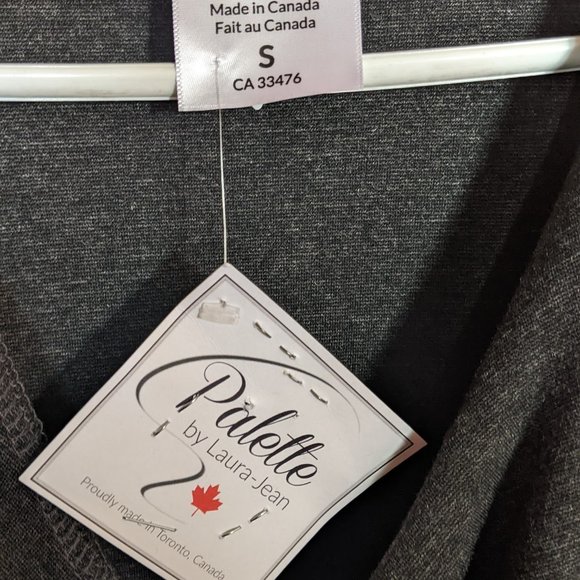 Made in Canada
Fait au Canada
S
CA 33476
Palette
by Laura-Jean
Proudly made in Toronto, Canada